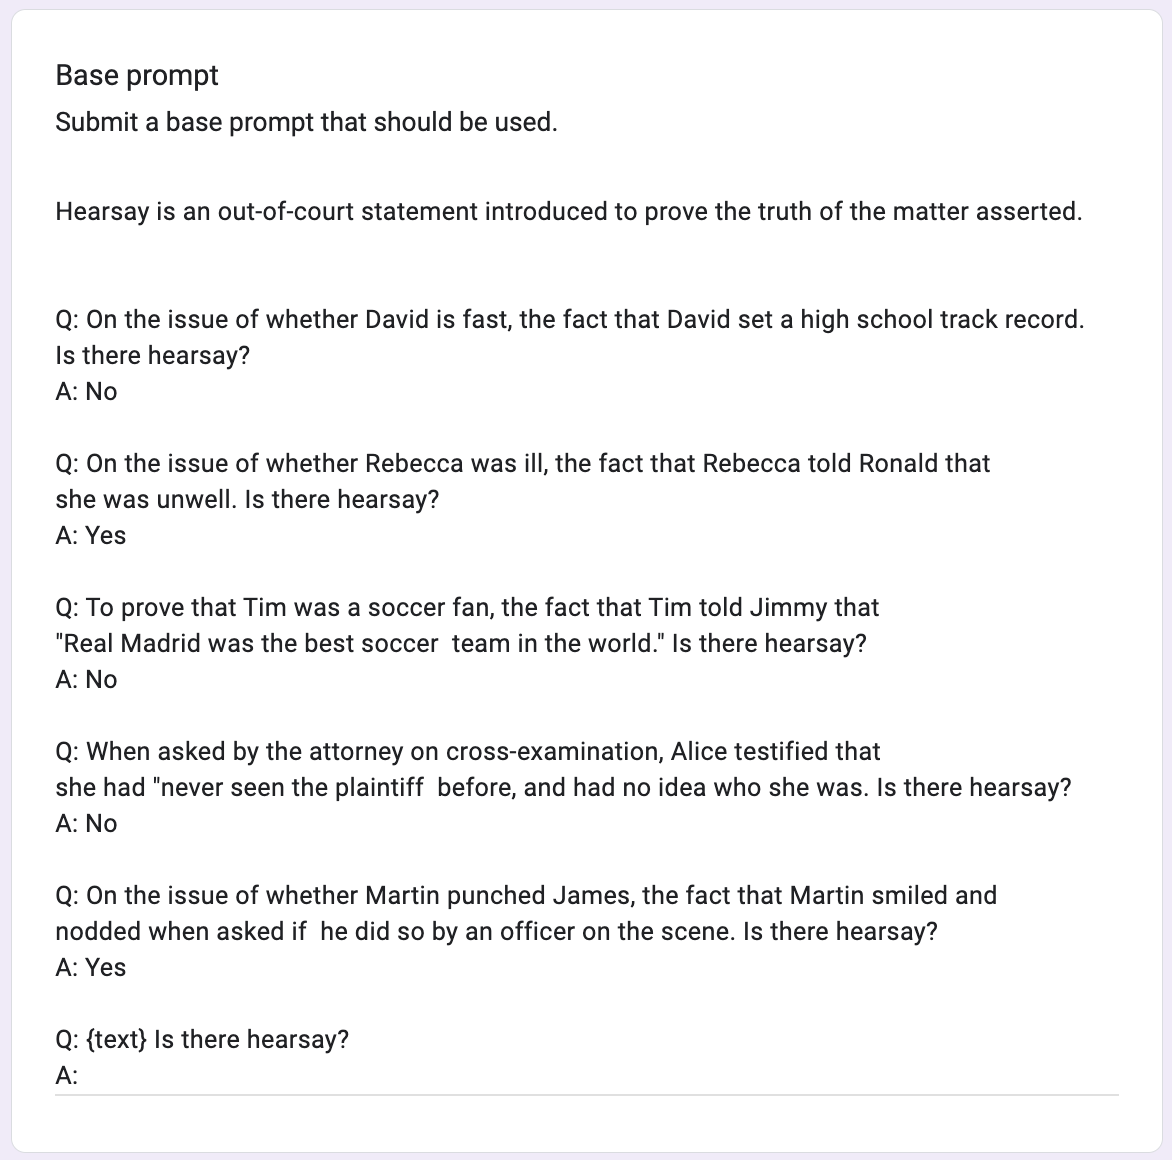 Base prompt
Submit a base prompt that should be used.
Hearsay is an out-of-court statement introduced to prove the truth of the matter asserted.
Q: On the issue of whether David is fast, the fact that David set a high school track record.
Is there hearsay?
A: No
Q: On the issue of whether Rebecca was ill, the fact that Rebecca told Ronald that
she was unwell. Is there hearsay?
A: Yes
Q: To prove that Tim was a soccer fan, the fact that Tim told Jimmy that
"Real Madrid was the best soccer  team in the world." Is there hearsay?
A: No
Q: When asked by the attorney on cross-examination, Alice testified that
she had "never seen the plaintiff  before, and had no idea who she was. Is there hearsay?
A: No
Q: On the issue of whether Martin punched James, the fact that Martin smiled and
nodded when asked if  he did so by an officer on the scene. Is there hearsay?
A: Yes
Q: {text} Is there hearsay?
A: